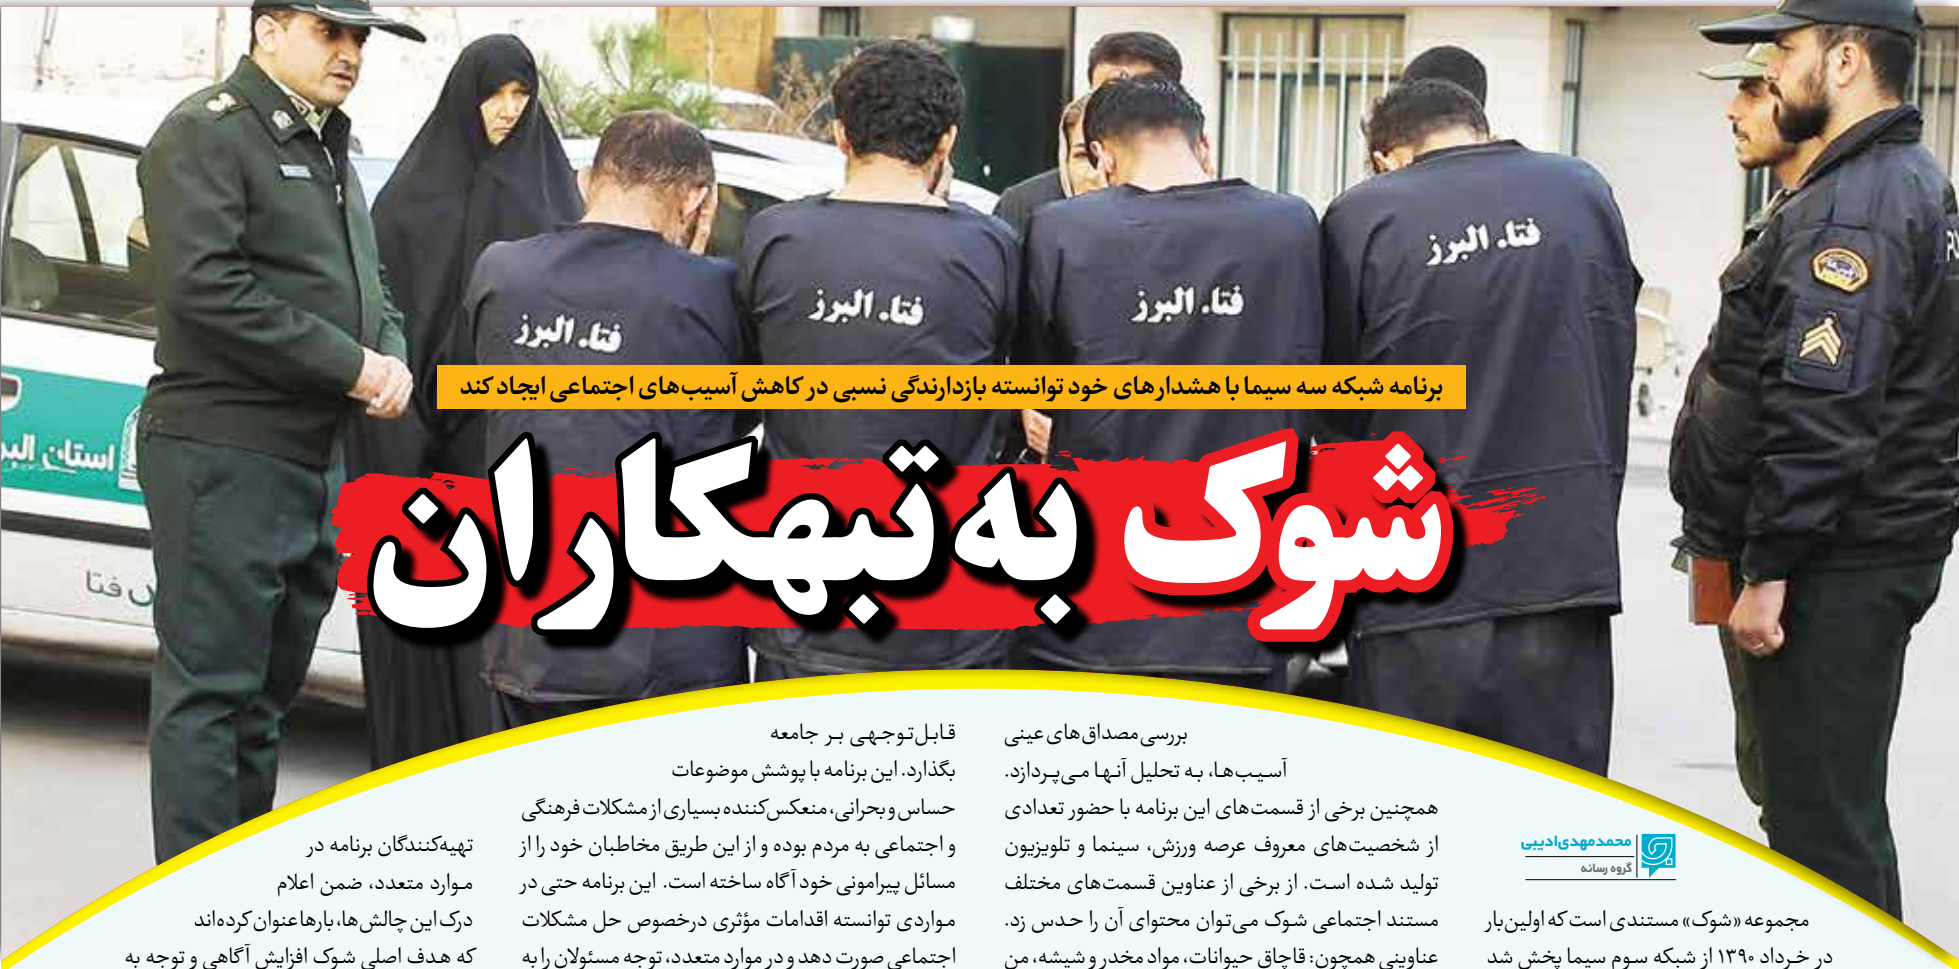 فتا. البرز
فتا. البرز
فتا. البرز
فتا. البرز
استان البر
فتا
برنامه شبکه سه سیما با هشدارهای خود توانسته بازدارندگی نسبی در کاهش آسیب‌های اجتماعی ایجاد کند
شوک به تبهکاران
محمدمهدی ادیبی
گروه رسانه
مجموعه «شوک» مستندی است که اولین‌بار
در خرداد ۱۳۹۰ از شبکه سوم سیما پخش شد
بررسی مصداق‌های عینی
آسیب‌ها، به تحلیل آنها می‌پردازد.
همچنین برخی از قسمت‌های این برنامه با حضور تعدادی
از شخصیت‌های معروف عرصه ورزش، سینما و تلویزیون
تولید شده است. از برخی از عناوین قسمت‌های مختلف
مستند اجتماعی شوک می‌توان محتوای آن را حدس زد.
عناوینی همچون: قاچاق حیوانات، مواد مخدر و شیشه، من
قابل‌توجهی بر جامعه
بگذارد. این برنامه با پوشش موضوعات
حساس و بحرانی، منعکس‌کننده بسیاری از مشکلات فرهنگی
و اجتماعی به مردم بوده و از این طریق مخاطبان خود را از
مسائل پیرامونی خود آگاه ساخته است. این برنامه حتی در
مواردی توانسته اقدامات مؤثری درخصوص حل مشکلات
اجتماعی صورت دهد و در موارد متعدد، توجه مسئولان را به
تهیه‌کنندگان برنامه در
موارد متعدد، ضمن اعلام
درک این چالش‌ها، بارها عنوان کرده‌اند
که هدف اصلی شوک افزایش آگاهی و توجه به